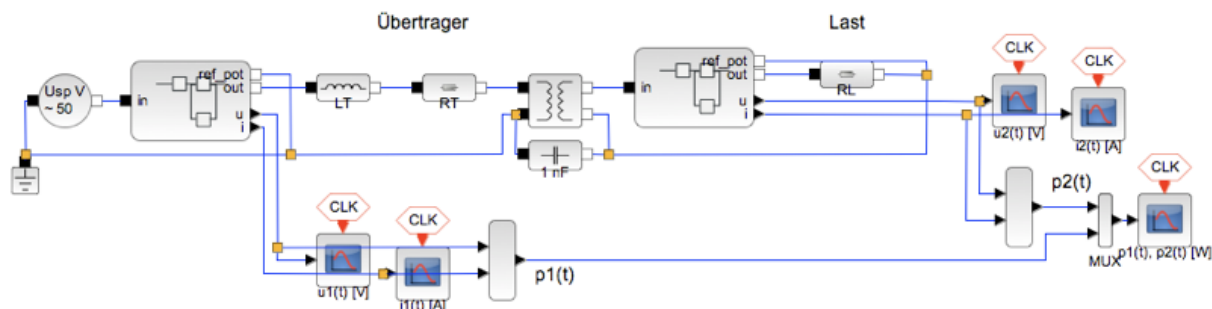 Übertrager
Last
Usp V
~ 50
in
ref_pot
out
u
i
LT
RT
1 nF
in
ref_pot
out
u
i
RL
CLK
u2(t) [V]
CLK
i2(t) [A]
CLK
u1(t) [V]
CLK
i1(t) [A]
p1(t)
p2(t)
MUX
CLK
p1(t), p2(t) [W]